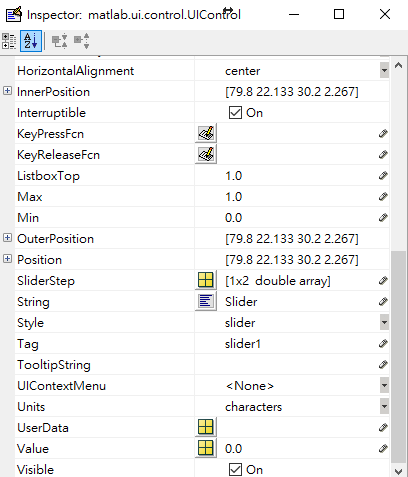 Inspector: matlab.ui.control.UIControl
HorizontalAlignment center
InnerPosition [79.8 22.133 30.2 2.267]
Interruptible On
KeyPressFcn
KeyReleaseFcn
ListboxTop 1.0
Max 1.0
Min 0.0
OuterPosition [79.8 22.133 30.2 2.267]
Position [79.8 22.133 30.2 2.267]
SliderStep [1x2 double array]
String Slider
Style slider
Tag slider1
TooltipString
UIContextMenu <None>
Units characters
UserData
Value 0.0
Visible On